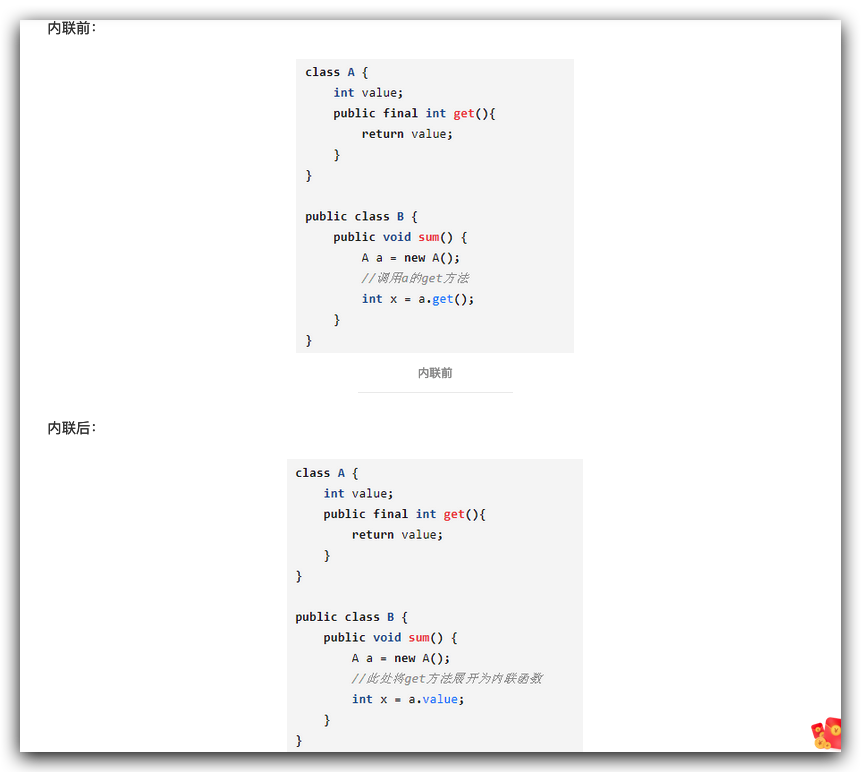 内联前：
class A {
    int value;
    public final int get(){
        return value;
    }
}

public class B {
    public void sum() {
        A a = new A();
        //调用a的get方法
        int x = a.get();
    }
}
内联前
内联后：
class A {
    int value;
    public final int get(){
        return value;
    }
}

public class B {
    public void sum() {
        A a = new A();
        //此处将get方法展开为内联函数
        int x = a.value;
    }
}